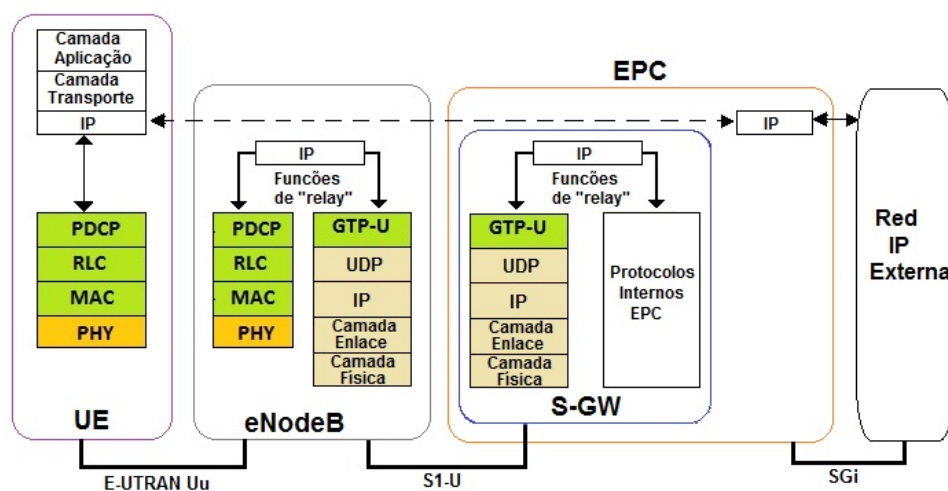 Camada
Aplicação
Camada
Transporte
IP
PDCP
RLC
MAC
PHY
UE
E-UTRAN Uu
IP
Funcões
de "relay"
PDCP
RLC
MAC
PHY
GTP-U
UDP
IP
Camada
Enlace
Camada
Física
eNodeB
S1-U
EPC
IP
IP
Funcões
de "relay"
GTP-U
UDP
IP
Camada
Enlace
Camada
Física
Protocolos
Internos
EPC
S-GW
SGi
Red
IP
Externa